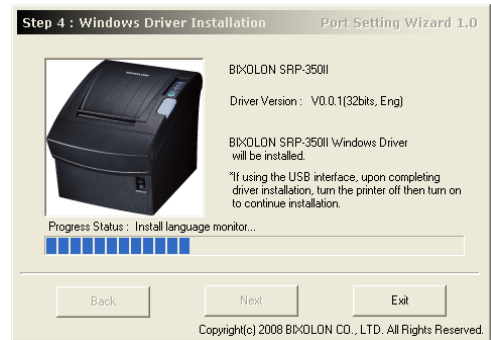 Step 4 : Windows Driver Installation
Port Setting Wizard 1.0
BIXOLON SRP-350II
Driver Version : V0.0.1(32bits, Eng)
BIXOLON SRP-350II Windows Driver
will be installed.
*If using the USB interface, upon completing
driver installation, turn the printer off then turn on
to continue installation.
Progress Status : Install language monitor...
Back
Next
Exit
Copyright(c) 2008 BIXOLON CO., LTD. All Rights Reserved.